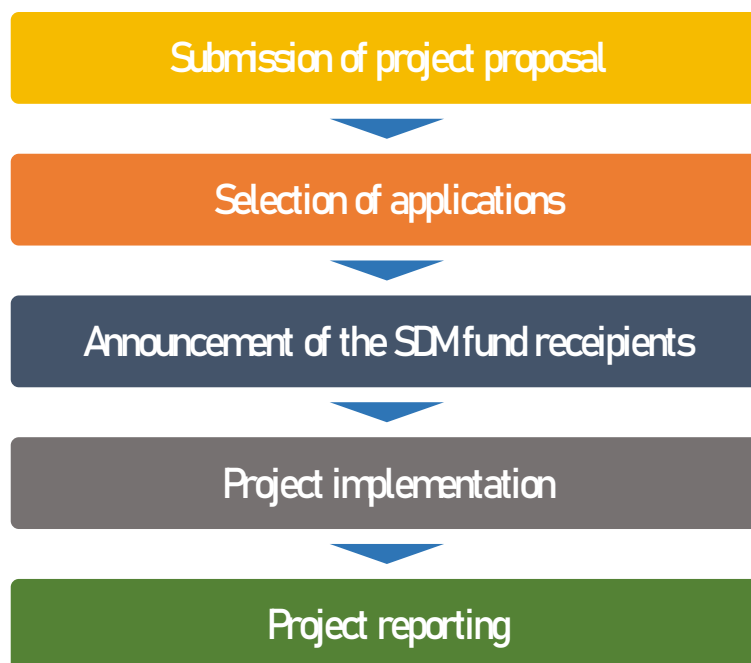 Submission of project proposal
Selection of applications
Announcement of the SDM fund receipients
Project implementation
Project reporting